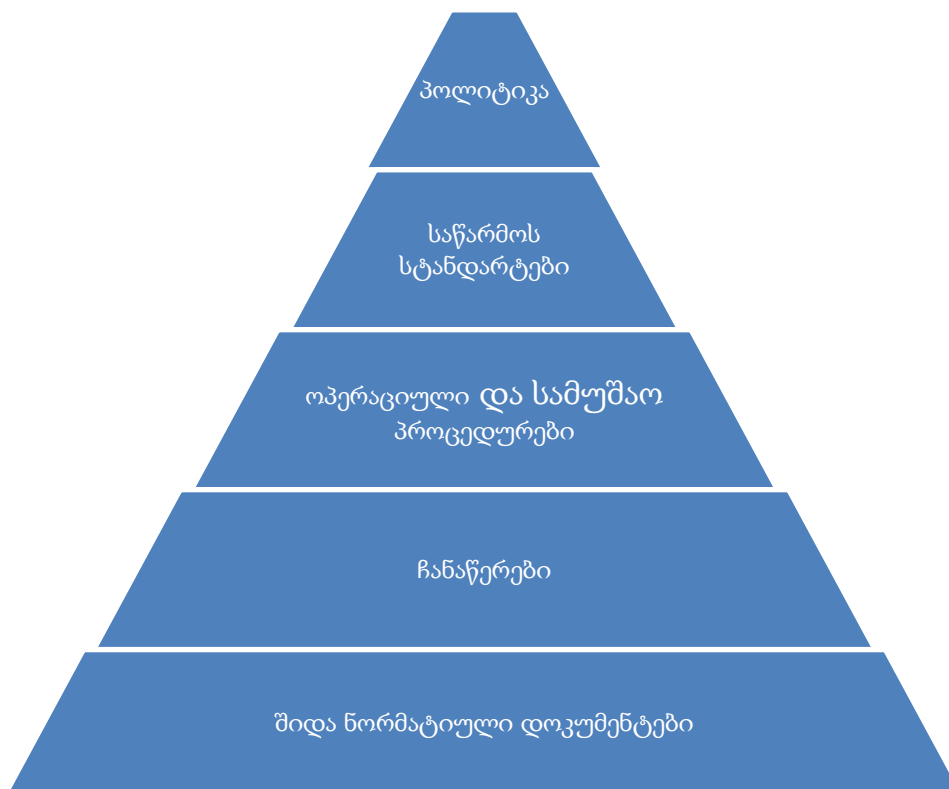 პოლიტიკა
საწარმოს
სტანდარტები
ოპერაციული და სამუშაო
პროცედურები
ჩანაწერები
შიდა ნორმატიული დოკუმენტები